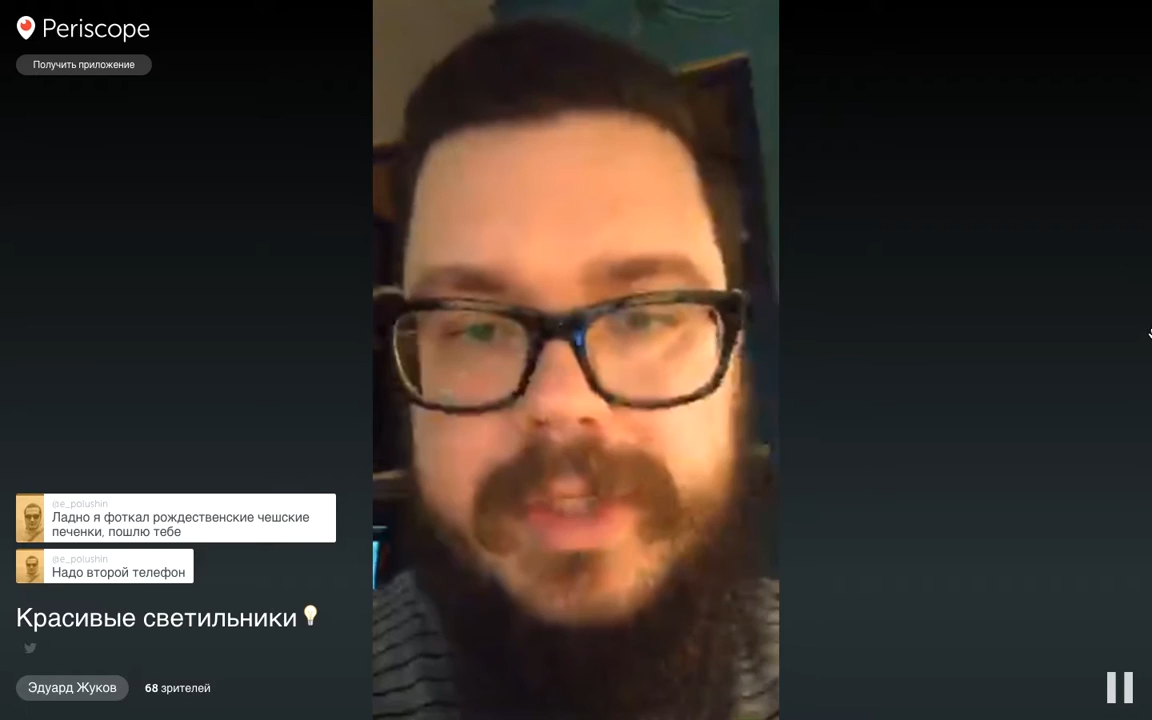 Periscope
Получить приложение
@e_polushin
Ладно я фоткал рождественские чешские
печенки, пошлю тебе
@e_polushin
Надо второй телефон
Красивые светильники
Эдуард Жуков
68 зрителей